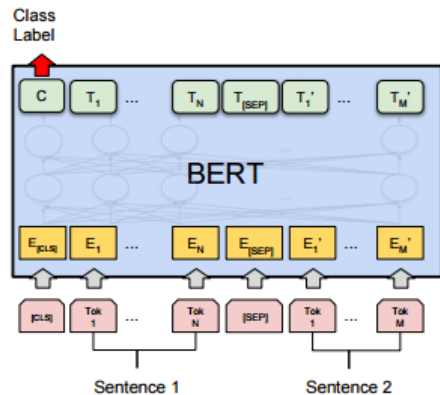 Class
Label
C T1 ... TN T[SEP] T1' ... TM'
...
BERT
...
E[CLS] E1 ... EN E[SEP] E1' ... EM'
[CLS] Tok 1 ... Tok N [SEP] Tok 1 ... Tok M
Sentence 1 Sentence 2